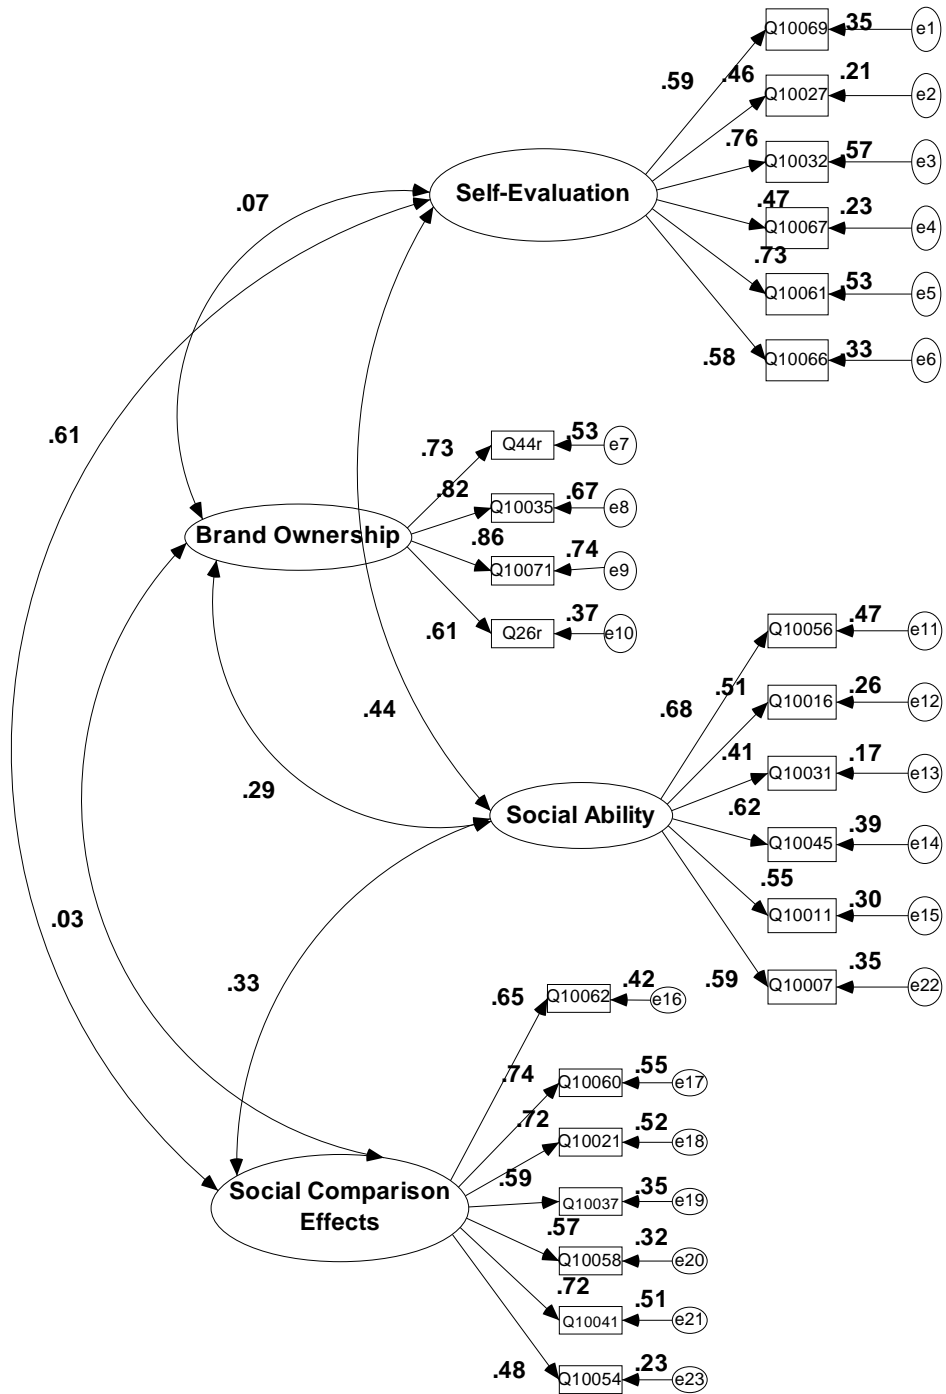 .59 .46 Q10069 .35 e1
.76 Q10027 .21 e2
Q10032 .57 e3
Self-Evaluation
.07
.47 Q10067 .23 e4
.73 Q10061 .53 e5
.58 Q10066 .33 e6
.61
.73 Q44r .53 e7
.82 Q10035 .67 e8
Brand Ownership
.86 Q10071 .74 e9
.61 Q26r .37 e10
.44
.68 .51 Q10056 .47 e11
.41 Q10016 .26 e12
.29
.62 Q10031 .17 e13
Social Ability
Q10045 .39 e14
.55 Q10011 .30 e15
.03
.33
.59 Q10007 .35 e22
.65 Q10062 .42 e16
.74 Q10060 .55 e17
.72 Q10021 .52 e18
.59 Q10037 .35 e19
Social Comparison
Effects
.57 Q10058 .32 e20
.72 Q10041 .51 e21
.48 Q10054 .23 e23